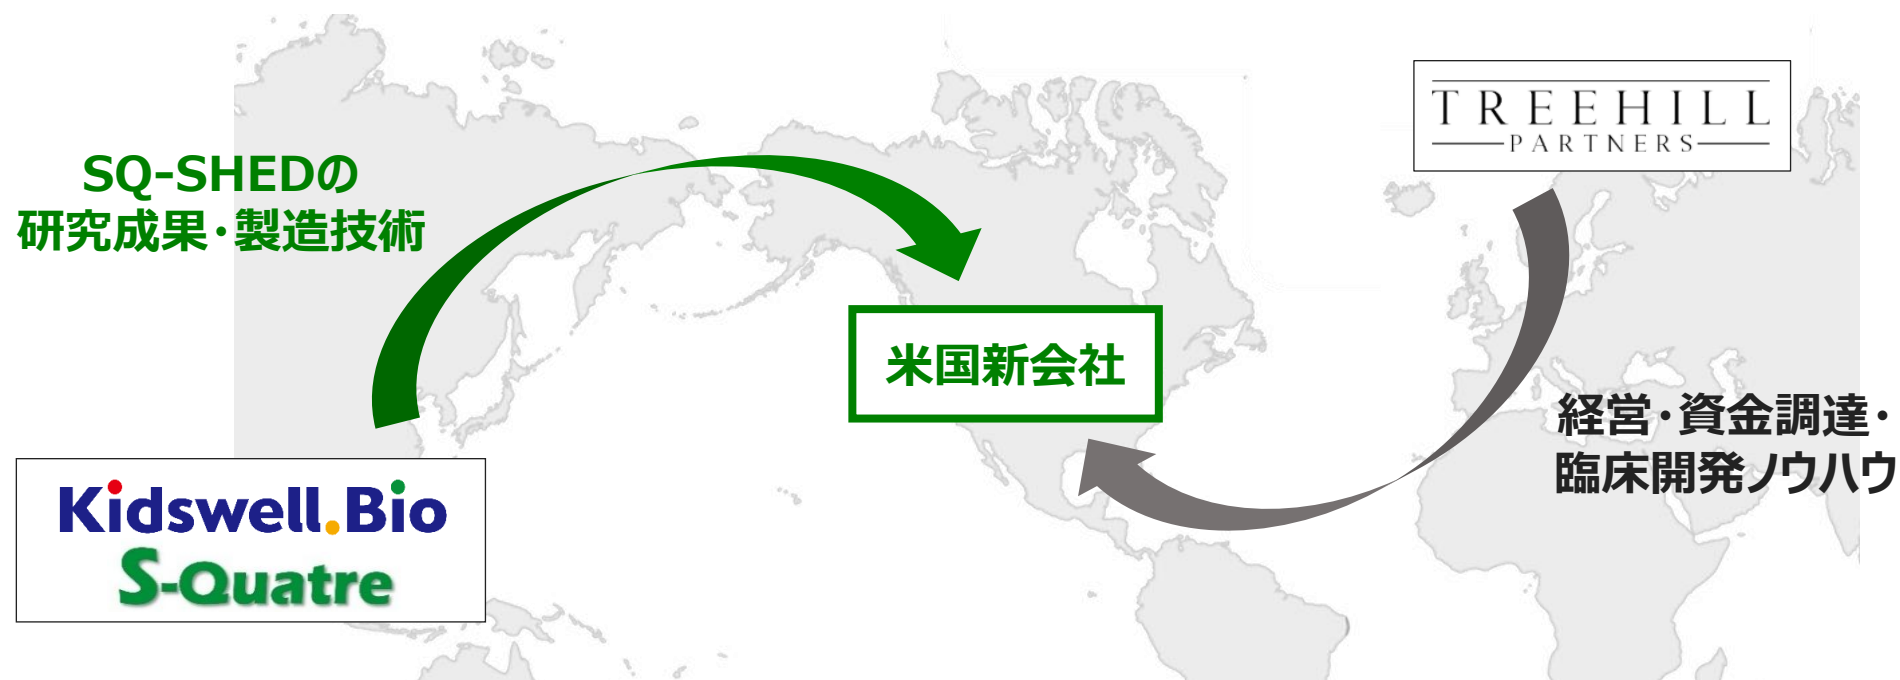 SQ-SHEDの
研究成果･製造技術
Kidswell.Bio
S-Quatre
米国新会社
TREEHILL
PARTNERS
経営･資金調達･
臨床開発ノウハウ